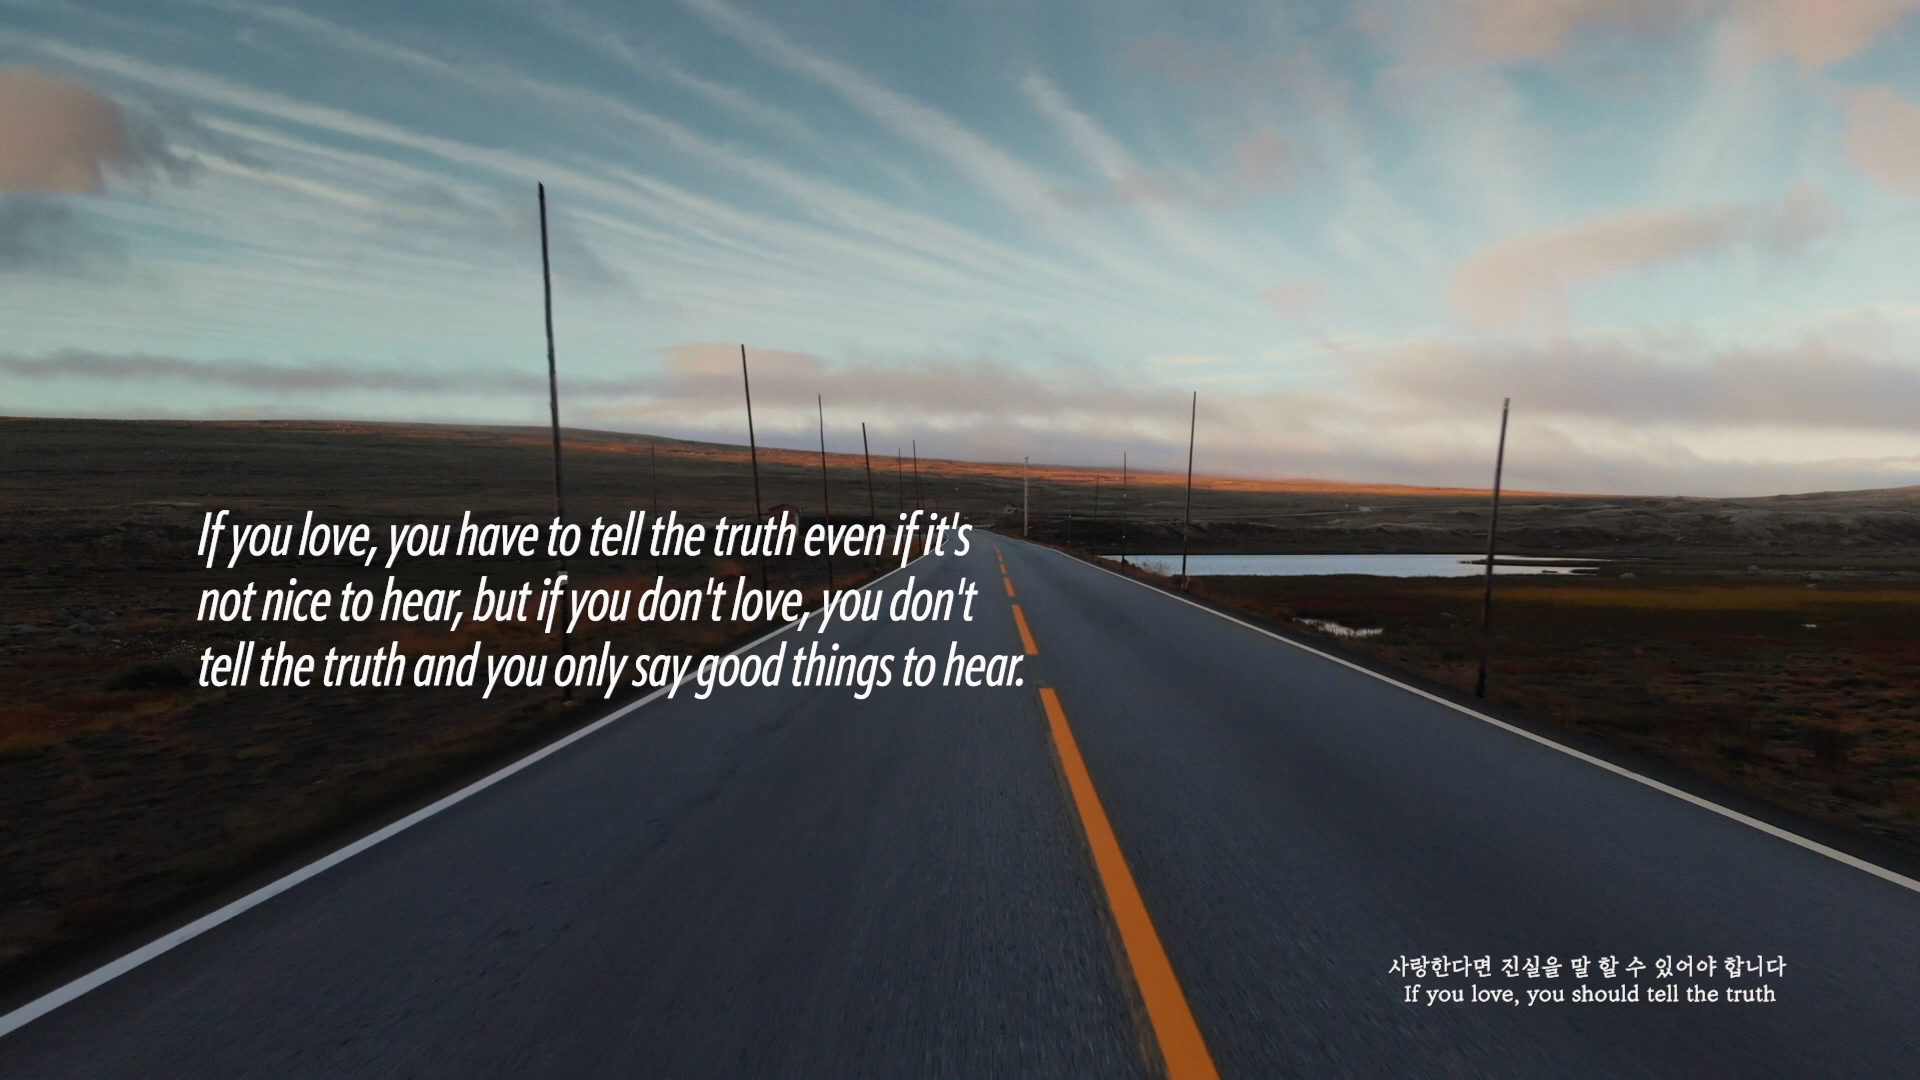 If you love, you have to tell the truth even if it's
not nice to hear, but if you don't love, you don't
tell the truth and you only say good things to hear.
사랑한다면 진실을 말 할 수 있어야 합니다
If you love, you should tell the truth